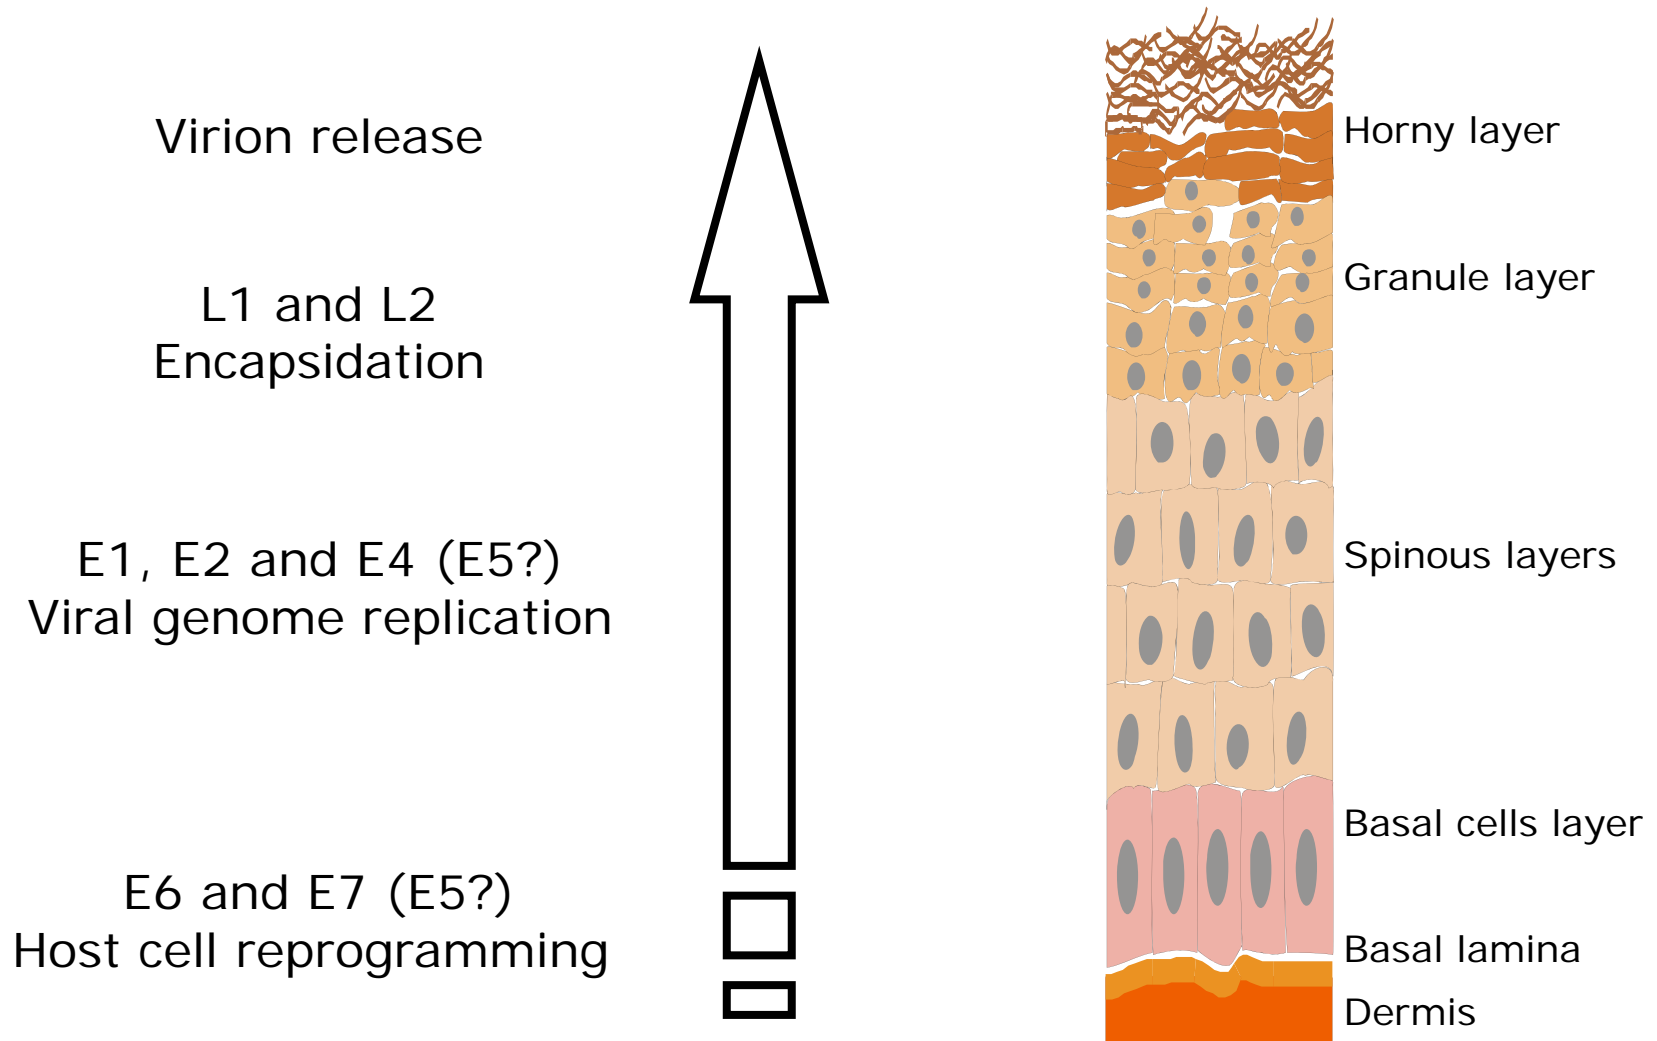 Virion release
L1 and L2
Encapsidation
E1, E2 and E4 (E5?)
Viral genome replication
E6 and E7 (E5?)
Host cell reprogramming
Horny layer
Granule layer
Spinous layers
Basal cells layer
Basal lamina
Dermis